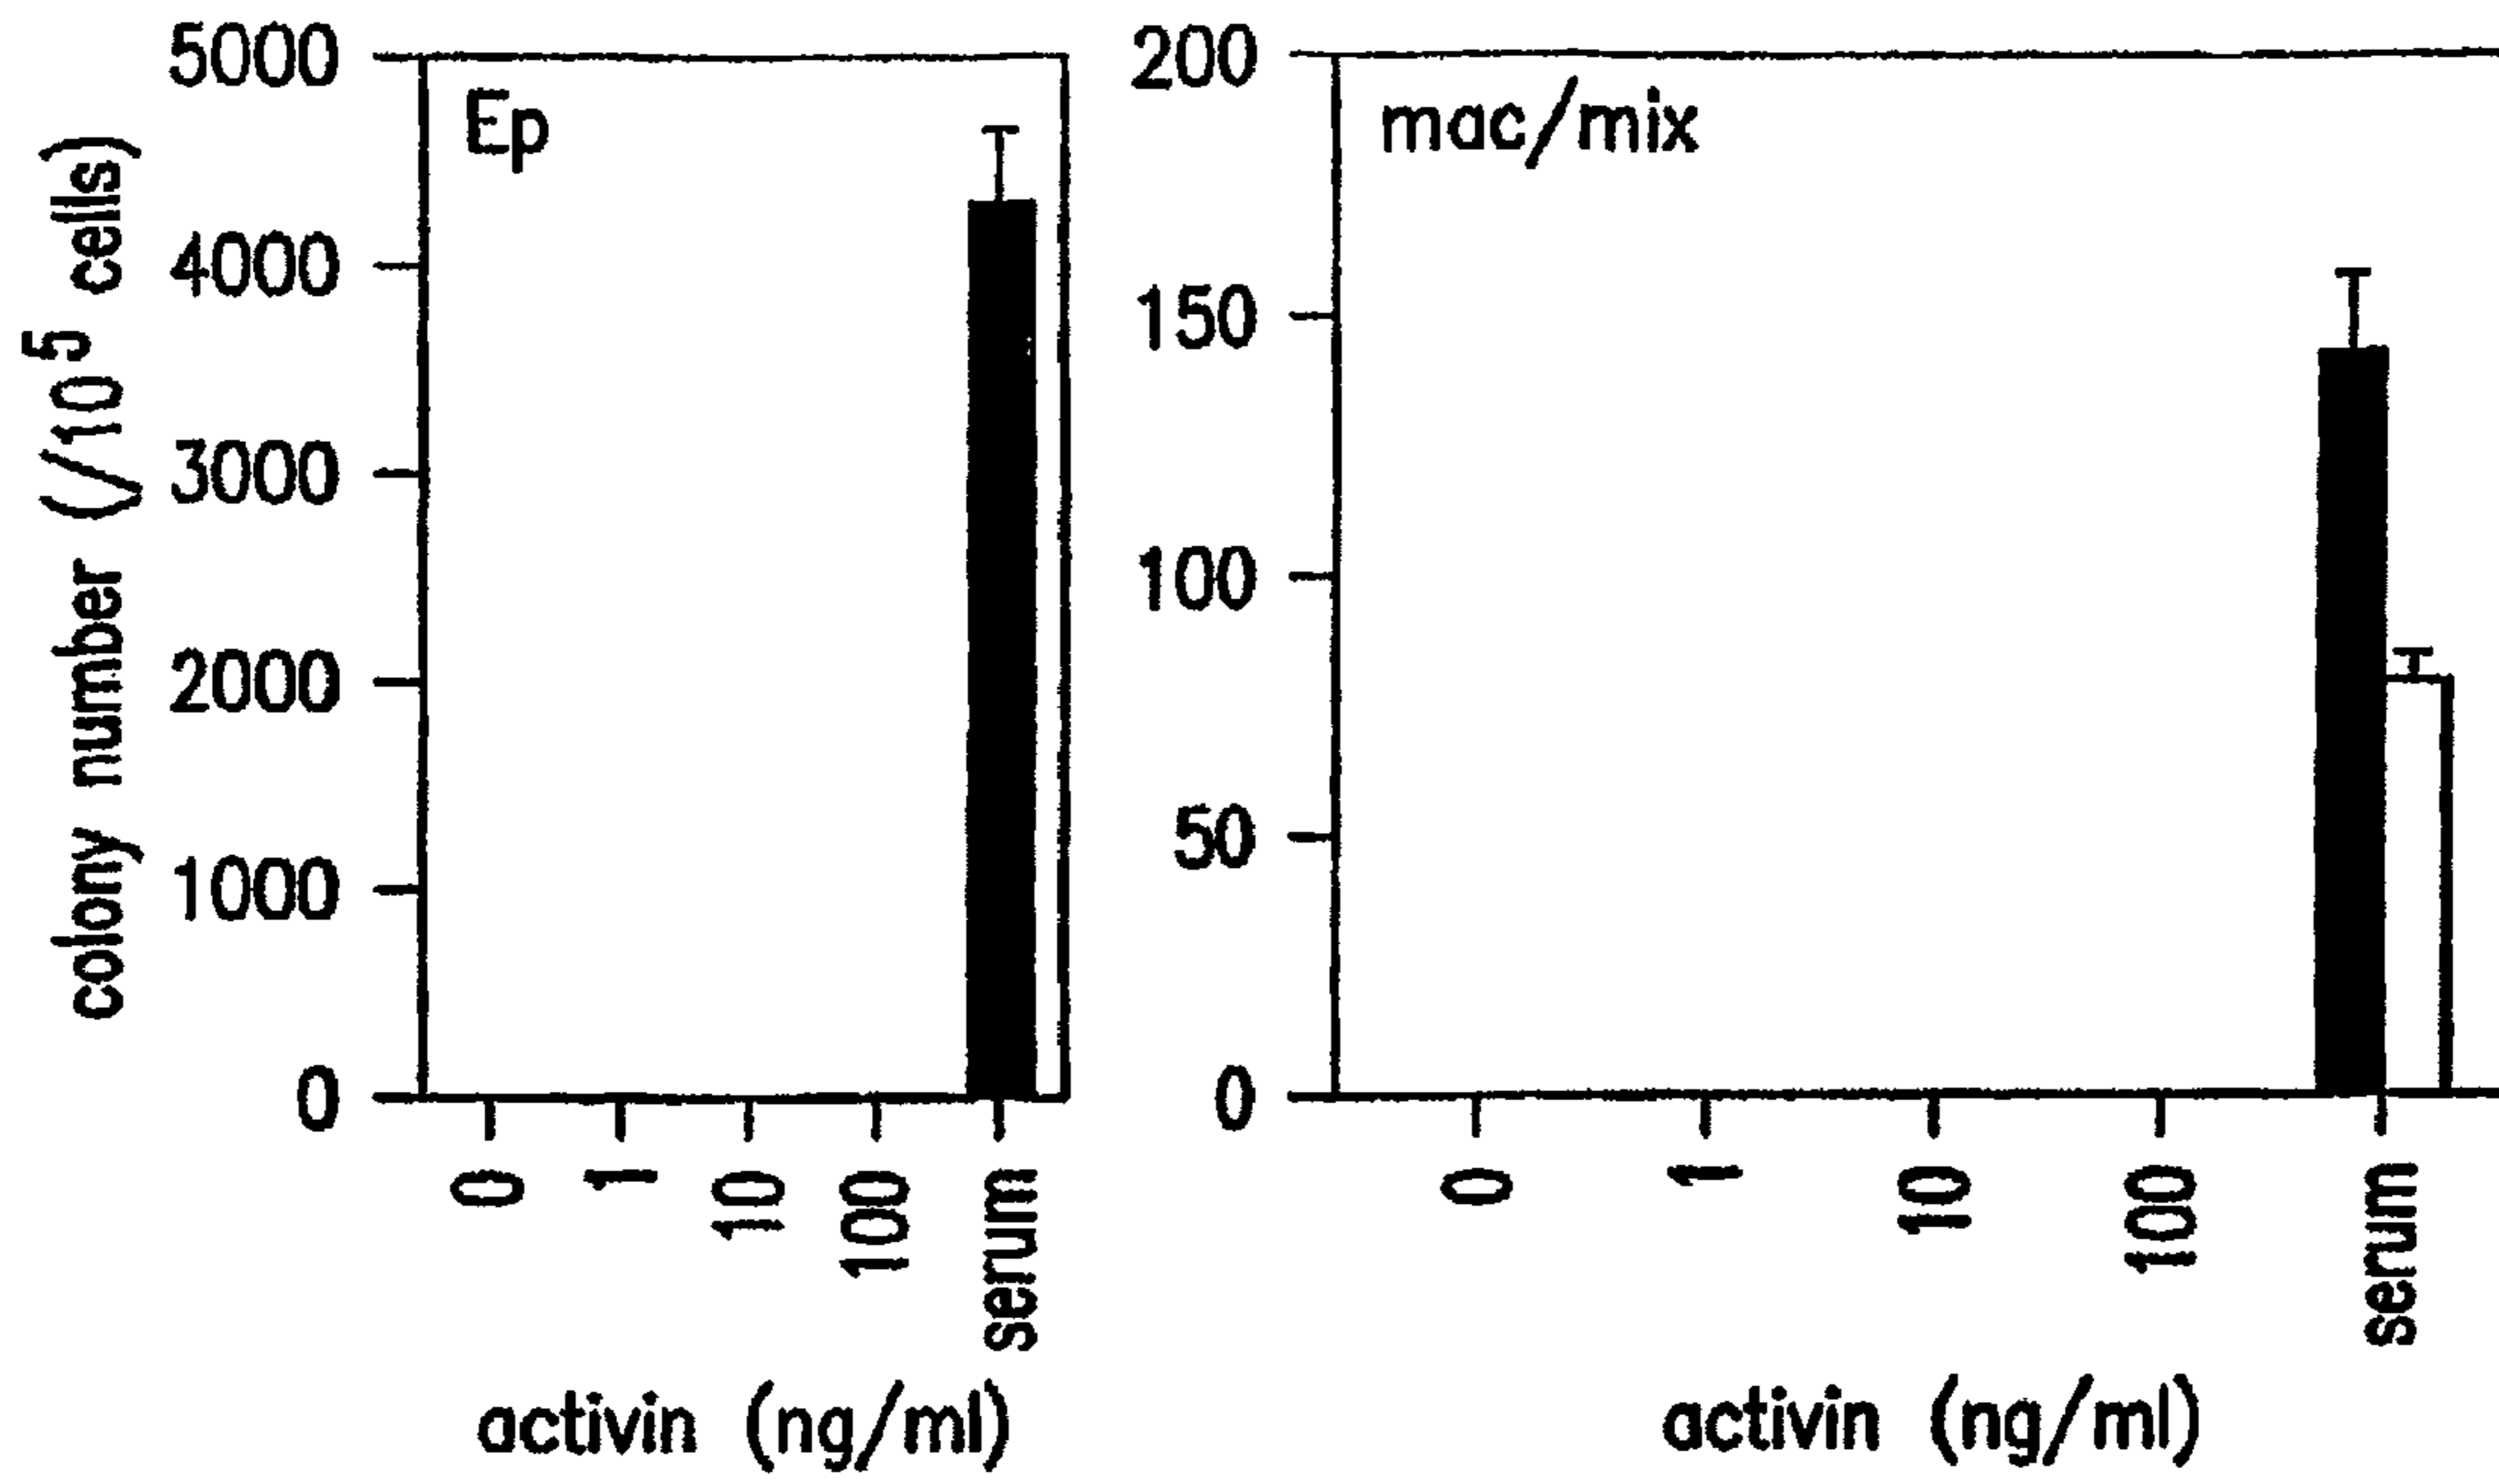 colony number (/10⁵ cells)
5000
4000
3000
2000
1000
0
Ep
0
1
10
100
serum
activin (ng/ml)
200
150
100
50
0
mac/mix
0
1
10
100
serum
activin (ng/ml)